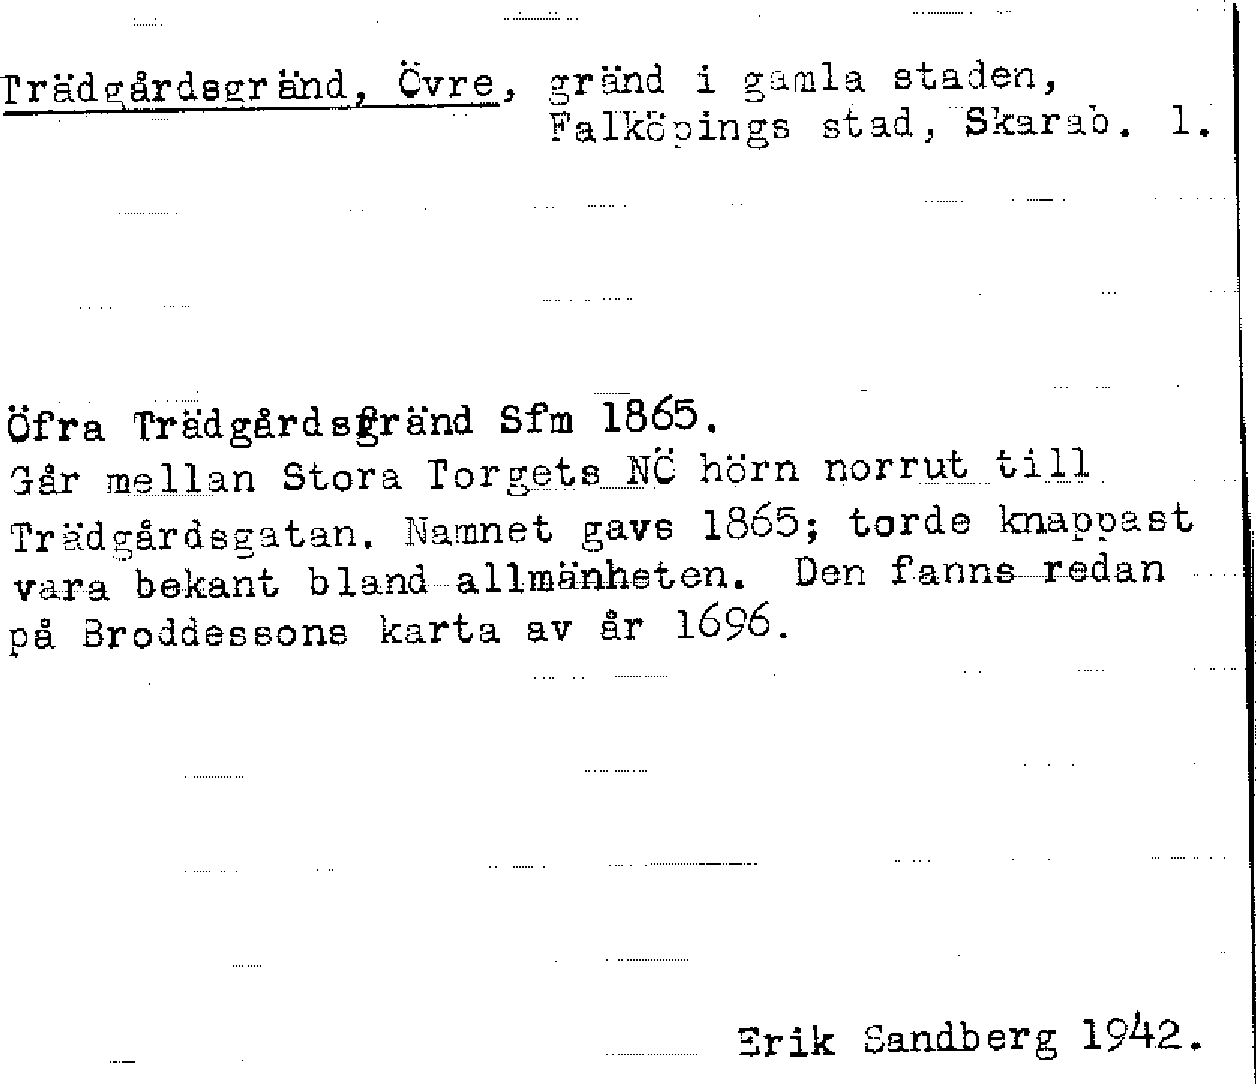 Trädgårdsgränd, Övre, gränd i gamla staden,
Falköpings stad, Skarab. l.
Öfra Trädgårdsgränd Sfm 1865.
Går mellan Stora Torgets NÖ hörn norrut till
Trädgårdsgatan. Namnet gavs 1865; torde knappast
vara bekant bland allmänheten. Den fanns redan
på Broddessons karta av år 1696.
Erik Sandberg 1942.